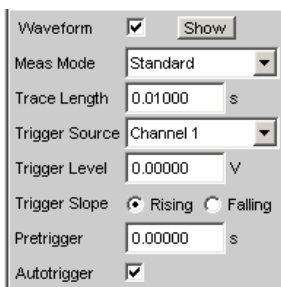 Waveform Show
Meas Mode Standard
Trace Length 0.01000 s
Trigger Source Channel 1
Trigger Level 0.00000 V
Trigger Slope Rising Falling
Pretrigger 0.00000 s
Autotrigger